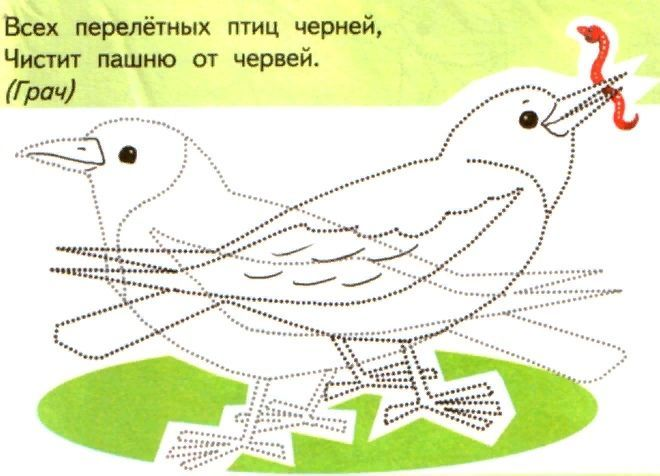 Всех перелётных птиц черней,
Чистит пашню от червей.
(Грач)